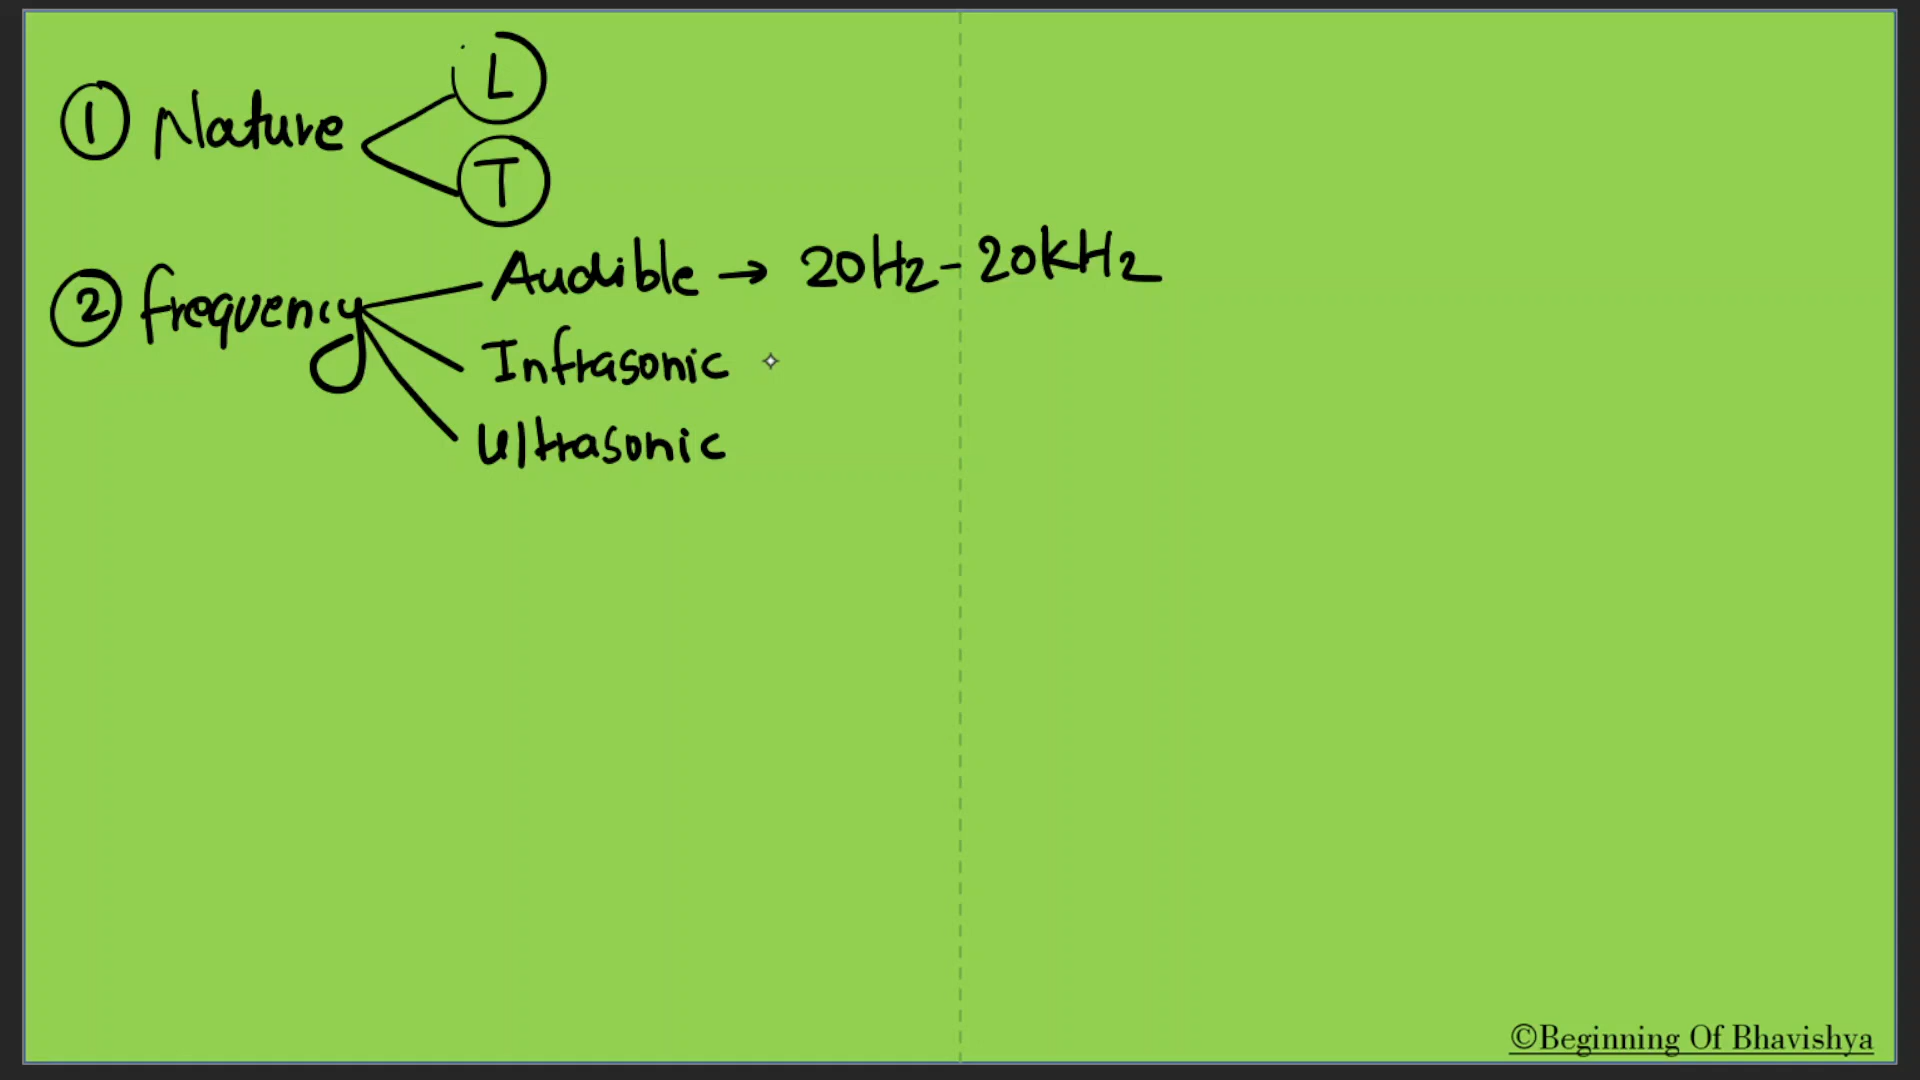 ① Nature
L
T
② frequency
Audible → 20Hz - 20kHz
Infrasonic
Ultrasonic
©Beginning Of Bhavishya